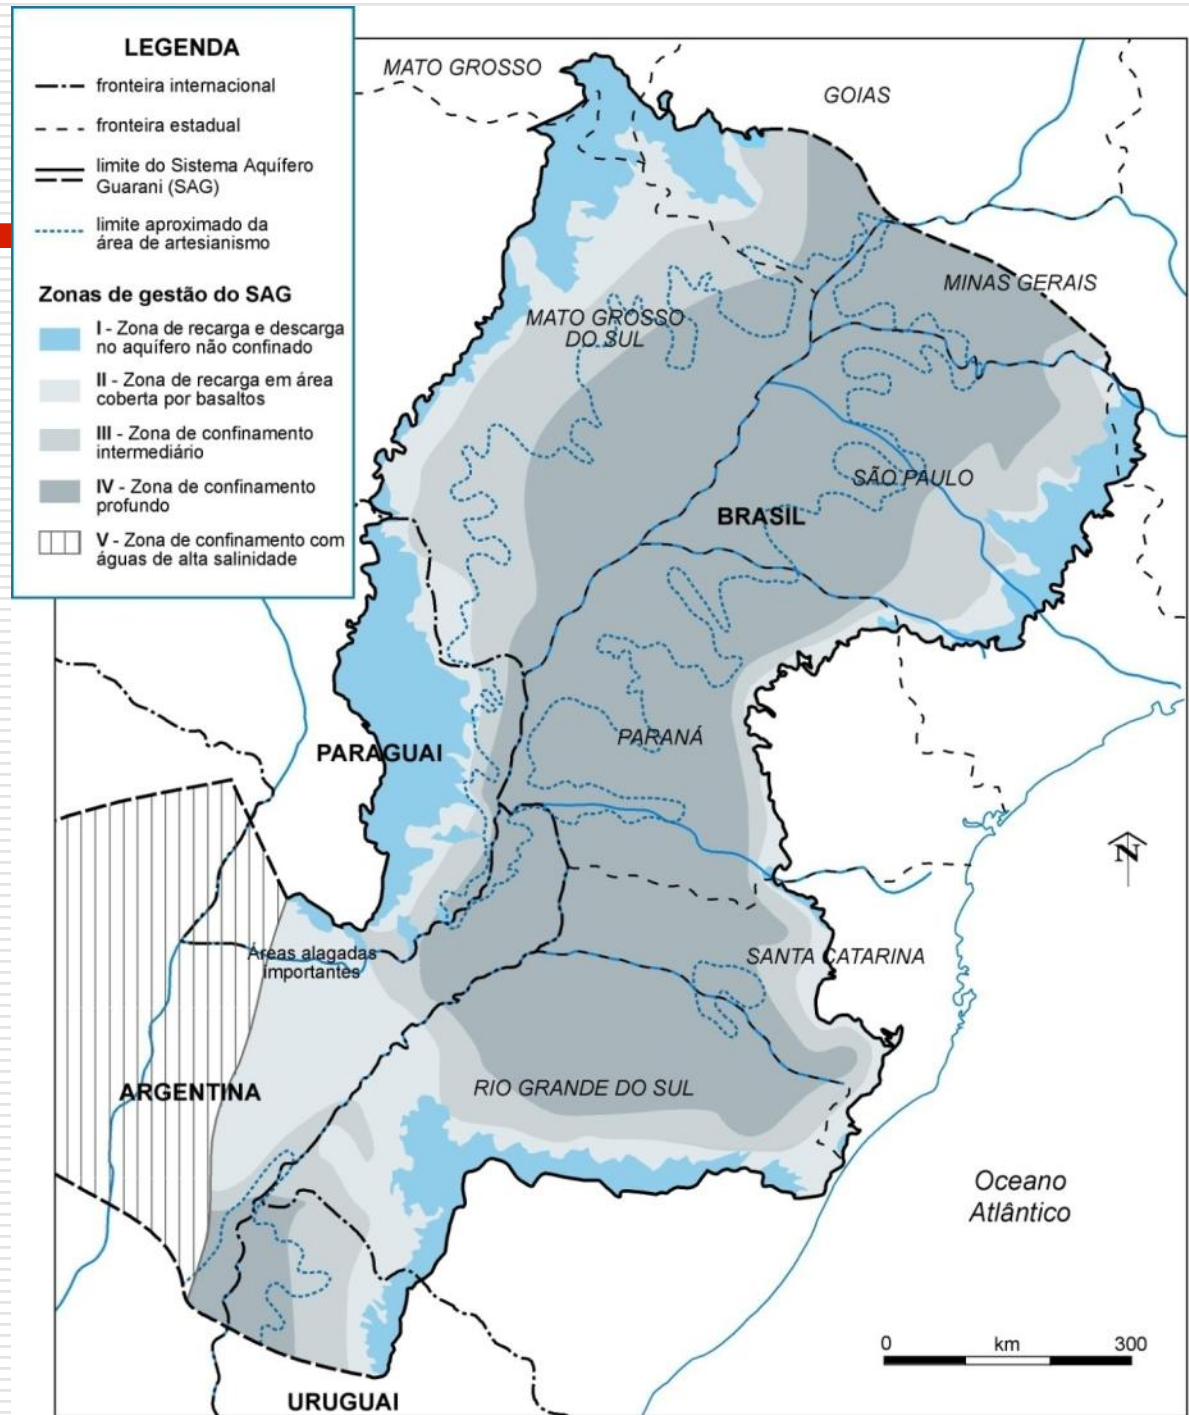 LEGENDA
fronteira internacional
fronteira estadual
limite do Sistema Aquífero
Guarani (SAG)
limite aproximado da
área de artesianismo
Zonas de gestão do SAG
I - Zona de recarga e descarga
no aquífero não confinado
II - Zona de recarga em área
coberta por basaltos
III - Zona de confinamento
intermediário
IV - Zona de confinamento
profundo
V - Zona de confinamento com
águas de alta salinidade
MATO GROSSO
GOIAS
MINAS GERAIS
MATO GROSSO
DO SUL
SÃO PAULO
BRASIL
PARANÁ
PARAGUAI
N
Áreas alagadas
importantes
SANTA CATARINA
ARGENTINA
RIO GRANDE DO SUL
Oceano
Atlântico
0 km 300
URUGUAI